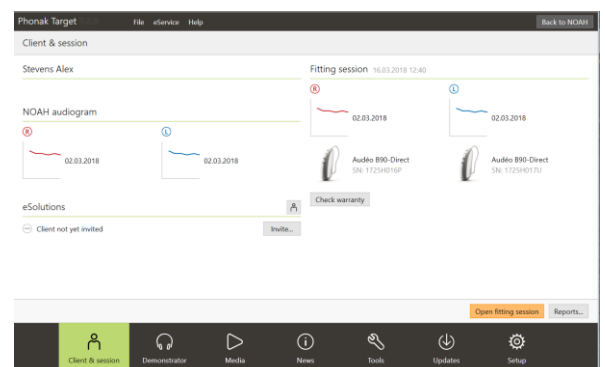 Phonak Target
File eService Help
Back to NOAH
Client & session
Stevens Alex
NOAH audiogram
R
02.03.2018
L
02.03.2018
eSolutions
Client not yet invited
Invite...
Fitting session 16.03.2018 12:40
R
02.03.2018
L
02.03.2018
Audéo B90-Direct
SN: 1725H016P
Audéo B90-Direct
SN: 1725H017U
Check warranty
Open fitting session
Reports...
Client & session
Demonstrator
Media
News
Tools
Updates
Setup